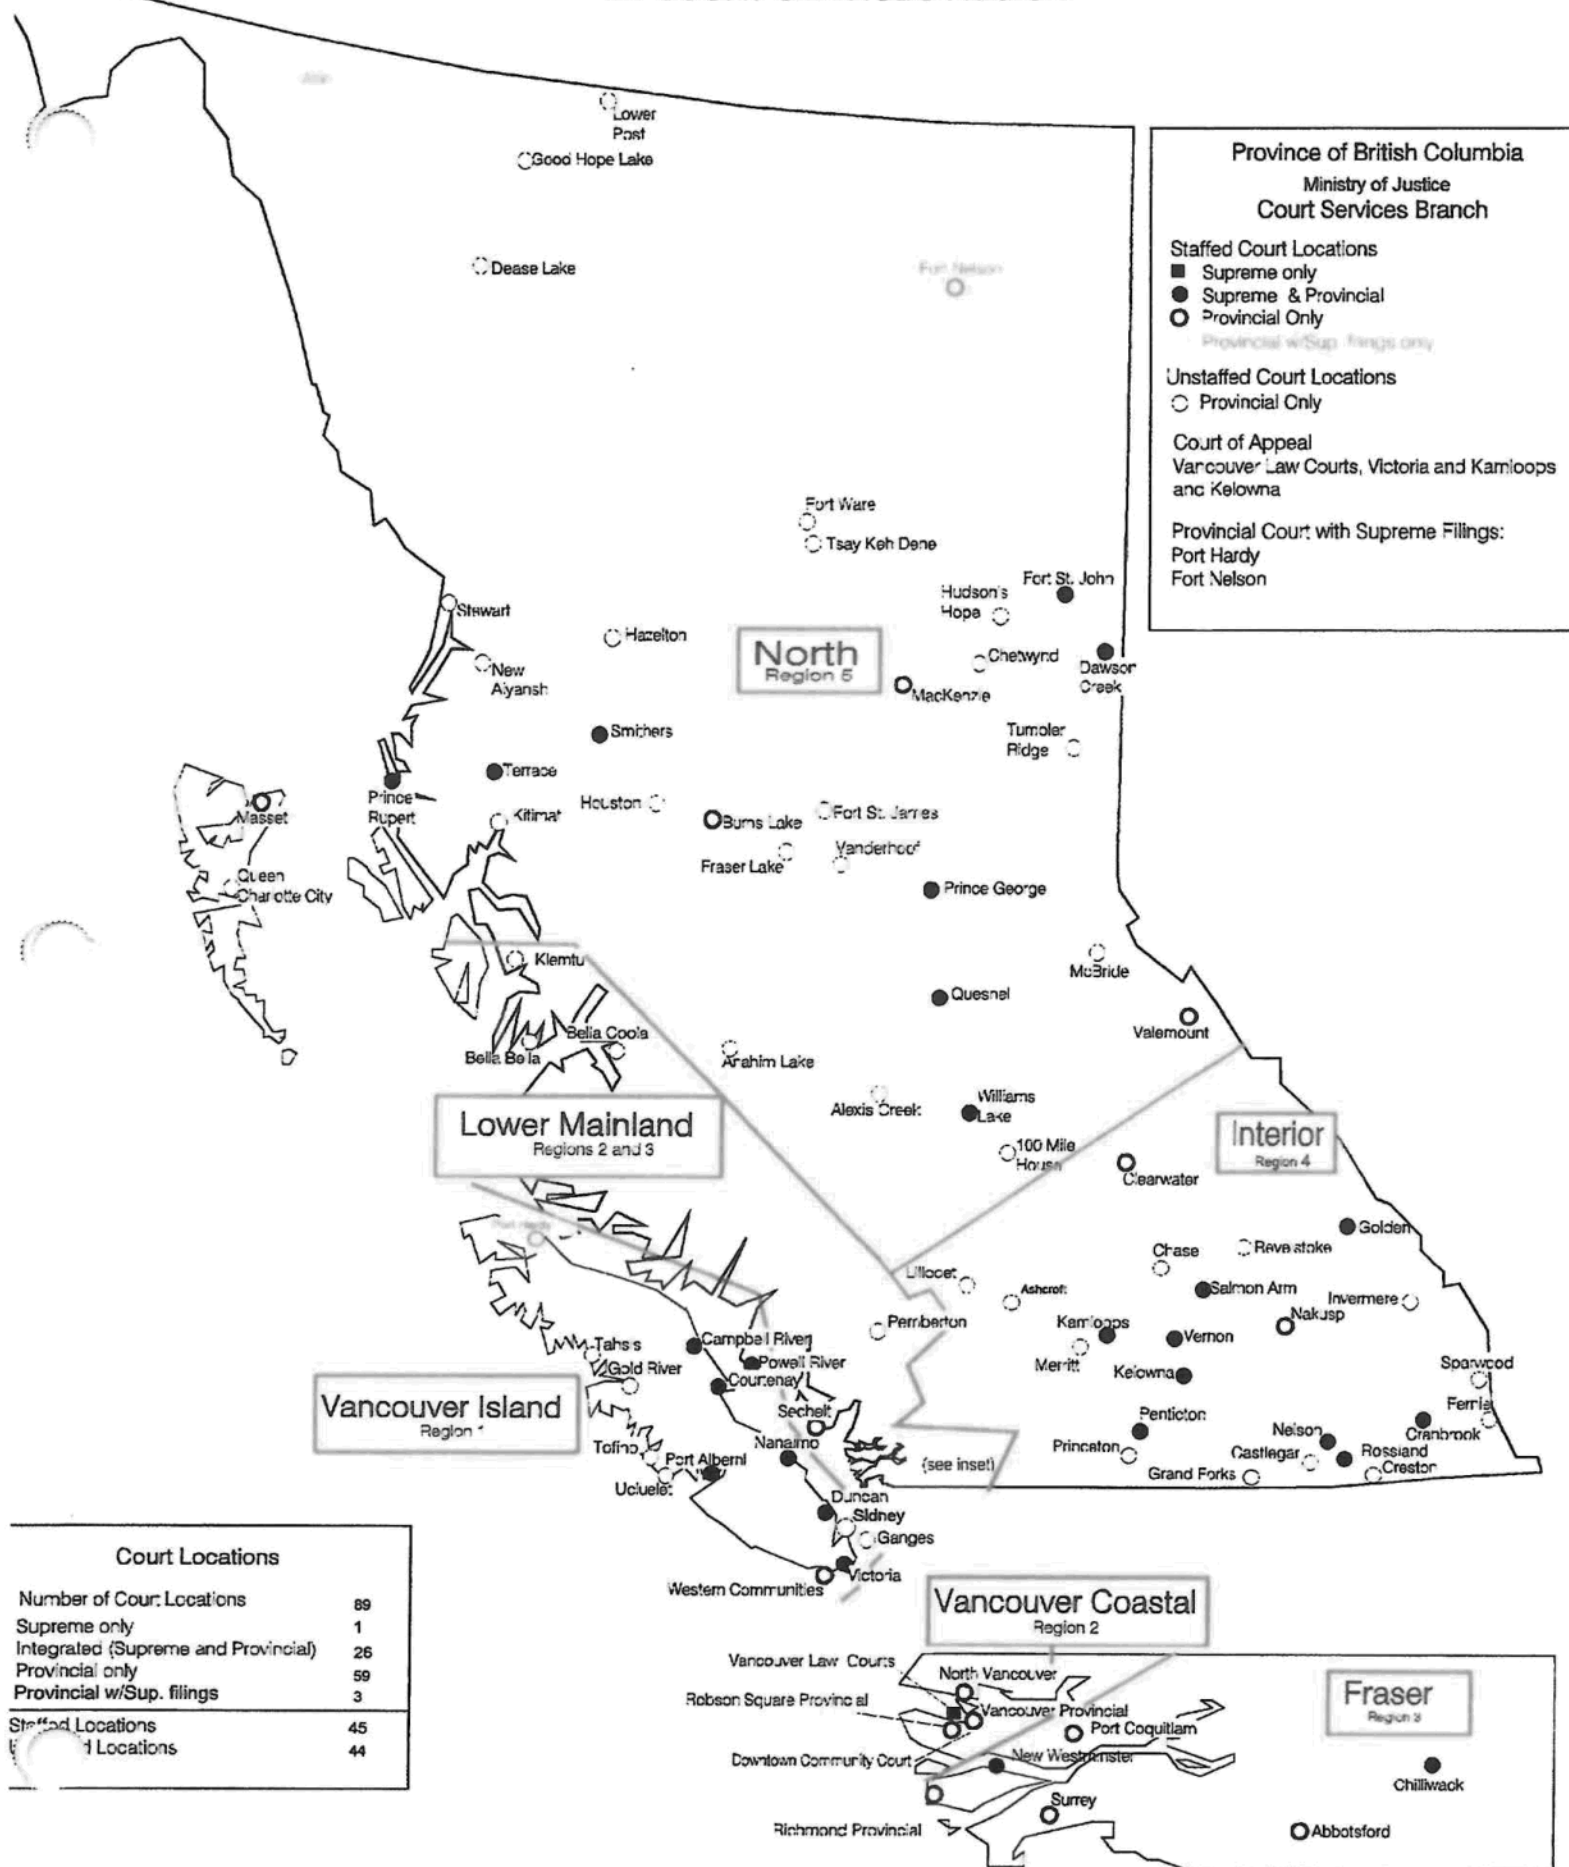 Atlin
Lower
Post
Good Hope Lake
Dease Lake
Fort Nelson
Province of British Columbia
Ministry of Justice
Court Services Branch
Staffed Court Locations
Supreme only
Supreme & Provincial
Provincial Only
Provincial w/Sup. filings only
Unstaffed Court Locations
Provincial Only
Court of Appeal
Vancouver Law Courts, Victoria and Kamloops
and Kelowna
Provincial Court with Supreme Filings:
Port Hardy
Fort Nelson
Fort Ware
Tsay Keh Dene
Fort St. John
Hudson's
Hope
Stewart
Hazelton
North
Region 5
Chetwynd
Dawson
Creek
New
Aiyansh
MacKenzie
Smithers
Tumbler
Ridge
Terrace
Prince
Rupert
Masset
Kitimat
Houston
Burns Lake
Fort St. James
Fraser Lake
Vanderhoof
Queen
Charlotte City
Prince George
Klemtu
McBride
Quesnel
Valemount
Bella Coola
Bella Bella
Anahim Lake
Alexis Creek
Williams
Lake
Lower Mainland
Regions 2 and 3
100 Mile
House
Interior
Region 4
Clearwater
Port Hardy
Golden
Revelstoke
Chase
Lillooet
Ashcroft
Salmon Arm
Invermere
Nakusp
Pemberton
Kamloops
Vernon
Merritt
Kelowna
Sparwood
Tahsis
Campbell River
Gold River
Powell River
Courtenay
Vancouver Island
Region 1
Sechelt
Penticton
Fernie
Cranbrook
Nelson
Nanaimo
Tofino
Port Alberni
(see inset)
Princeton
Castlegar
Rossland
Creston
Grand Forks
Ucluelet
Duncan
Sidney
Ganges
Victoria
Western Communities
Court Locations
Number of Court Locations 89
Supreme only 1
Integrated (Supreme and Provincial) 26
Provincial only 59
Provincial w/Sup. filings 3
Staffed Locations 45
Locations 44
Vancouver Coastal
Region 2
Vancouver Law Courts
North Vancouver
Robson Square Provincial
Vancouver Provincial
Port Coquitlam
Fraser
Region 3
Downtown Community Court
New Westminster
Chilliwack
Surrey
Richmond Provincial
Abbotsford